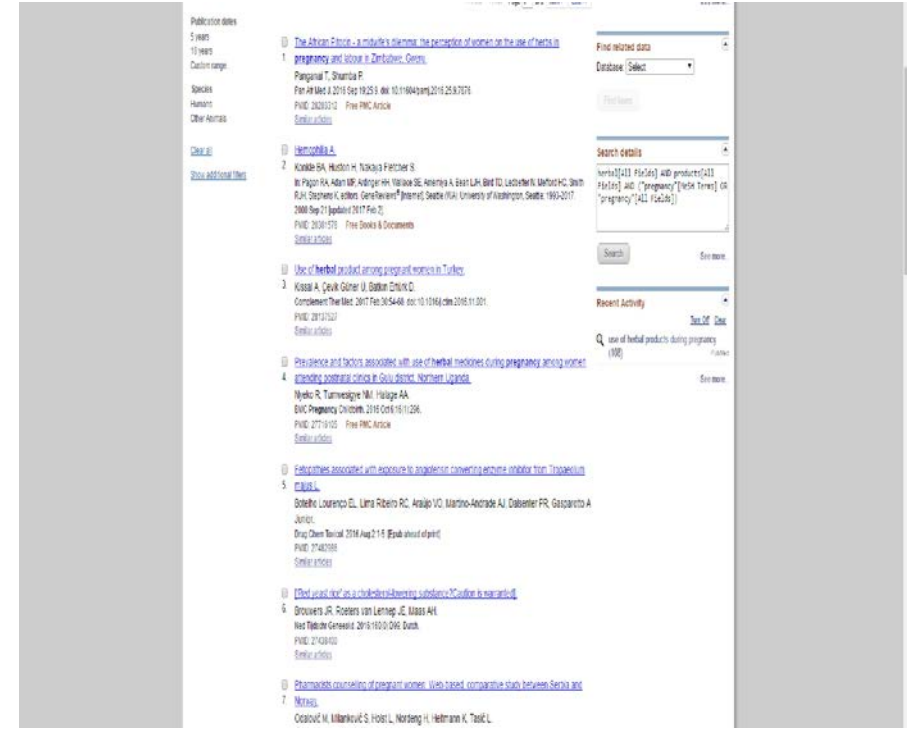 Publication dates
5 years
10 years
Custom range...
Species
Humans
Other Animals
Clear all
Show additional filters
The African Pitocin - a midwife's dilemma: the perception of women on the use of herbs in
1. pregnancy and labour in Zimbabwe, Gweru.
Panganai T, Shumba P.
Pan Afr Med J. 2016 Sep 19;25:9. doi: 10.11604/pamj.2016.25.9.7876.
PMID: 28293312 Free PMC Article
Similar articles
Hemophilia A.
2. Konkle BA, Huston H, Nakaya Fletcher S.
In: Pagon RA, Adam MP, Ardinger HH, Wallace SE, Amemiya A, Bean LJH, Bird TD, Ledbetter N, Mefford HC, Smith
RJH, Stephens K, editors. GeneReviews® [Internet]. Seattle (WA): University of Washington, Seattle; 1993-2017.
2000 Sep 21 [updated 2017 Feb 2].
PMID: 20301578 Free Books & Documents
Similar articles
Use of herbal product among pregnant women in Turkey.
3. Kıssal A, Çevik Güner Ü, Batkın Ertürk D.
Complement Ther Med. 2017 Feb;30:54-60. doi: 10.1016/j.ctim.2016.11.001.
PMID: 28137527
Similar articles
Prevalence and factors associated with use of herbal medicines during pregnancy among women
4. attending postnatal clinics in Gulu district, Northern Uganda.
Nyeko R, Tumwesigye NM, Halage AA.
BMC Pregnancy Childbirth. 2016 Oct 6;16(1):296.
PMID: 27716105 Free PMC Article
Similar articles
Fetopathies associated with exposure to angiotensin converting enzyme inhibitor from Tropaeolum
5. majus L.
Botelho Lourenço EL, Lima Ribeiro RC, Araújo VO, Martino-Andrade AJ, Dalsenter PR, Gasparotto A
Junior.
Drug Chem Toxicol. 2016 Aug 2:1-5. [Epub ahead of print]
PMID: 27482986
Similar articles
['Red yeast rice' as a cholesterol-lowering substance?Caution is warranted].
6. Brouwers JR, Roeters van Lennep JE, Maas AH.
Ned Tijdschr Geneeskd. 2016;160(0):D99. Dutch.
PMID: 27438400
Similar articles
Pharmacists counselling of pregnant women: Web-based, comparative study between Serbia and
7. Norway.
Odalović M, Milanković S, Holst L, Nordeng H, Heitmann K, Tasić L.
Find related data
Database: Select
Find items
Search details
herbal[All Fields] AND products[All
Fields] AND ("pregnancy"[MeSH Terms] OR
"pregnancy"[All Fields])
Search
See more...
Recent Activity
Turn Off Clear
use of herbal products during pregnancy
(108) PubMed
See more...